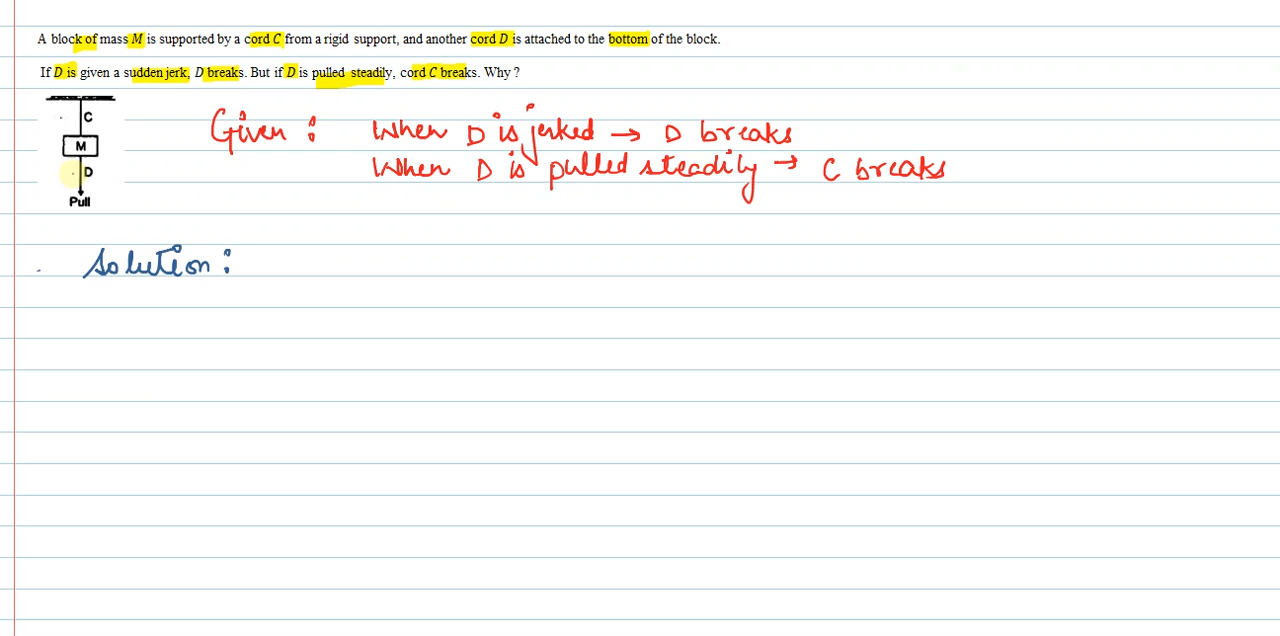 A block of mass M is supported by a cord C from a rigid support, and another cord D is attached to the bottom of the block.
If D is given a sudden jerk, D breaks. But if D is pulled steadily, cord C breaks. Why ?
C
M
D
Pull
Given : When D is jerked → D breaks
When D is pulled steadily → C breaks
Solution :